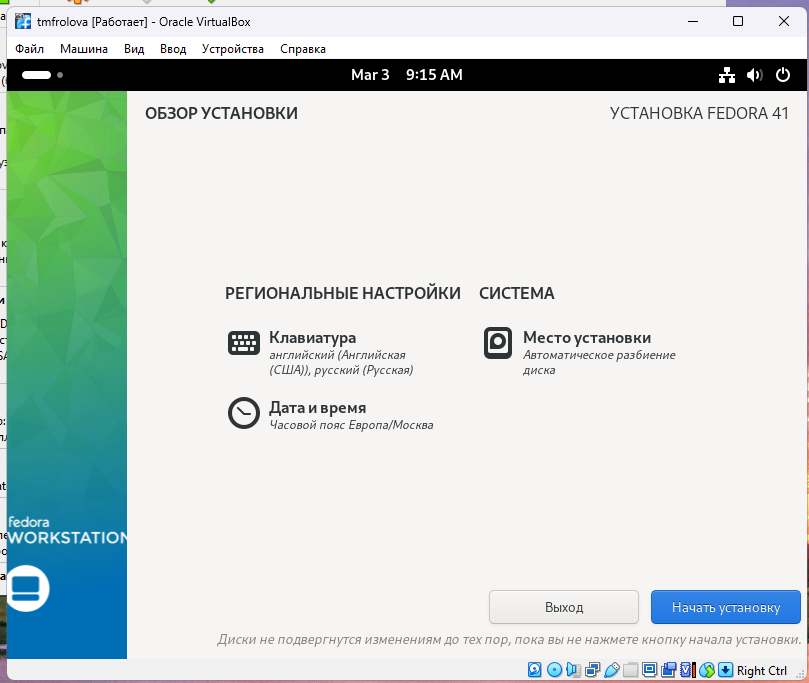 tmfrolova [Работает] - Oracle VirtualBox
Файл Машина Вид Ввод Устройства Справка
Mar 3 9:15 AM
ОБЗОР УСТАНОВКИ
УСТАНОВКА FEDORA 41
РЕГИОНАЛЬНЫЕ НАСТРОЙКИ
Клавиатура
английский (Английская
(США)), русский (Русская)
Дата и время
Часовой пояс Европа/Москва
СИСТЕМА
Место установки
Автоматическое разбиение
диска
fedora
WORKSTATION
Выход
Начать установку
Диски не подвергнутся изменениям до тех пор, пока вы не нажмете кнопку начала установки.
Right Ctrl